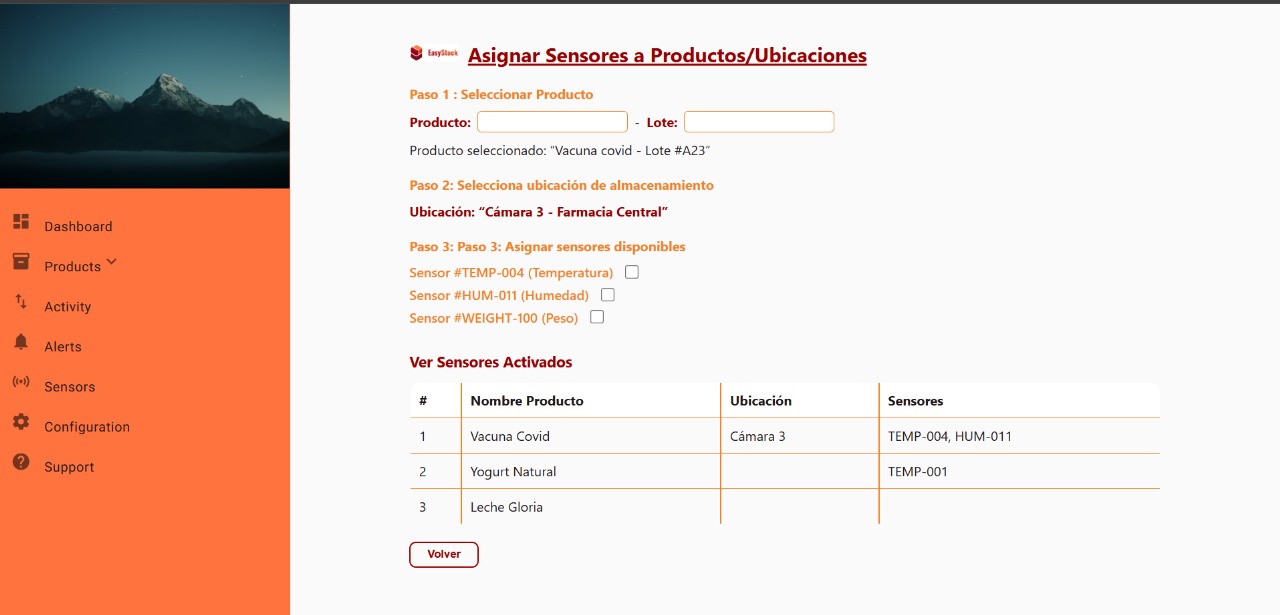 EasyStock Asignar Sensores a Productos/Ubicaciones
Paso 1 : Seleccionar Producto
Producto: - Lote:
Producto seleccionado: “Vacuna covid - Lote #A23”
Paso 2: Selecciona ubicación de almacenamiento
Ubicación: “Cámara 3 - Farmacia Central”
Paso 3: Paso 3: Asignar sensores disponibles
Sensor #TEMP-004 (Temperatura)
Sensor #HUM-011 (Humedad)
Sensor #WEIGHT-100 (Peso)
Ver Sensores Activados
# Nombre Producto Ubicación Sensores
1 Vacuna Covid Cámara 3 TEMP-004, HUM-011
2 Yogurt Natural TEMP-001
3 Leche Gloria
Volver
Dashboard
Products
Activity
Alerts
Sensors
Configuration
Support